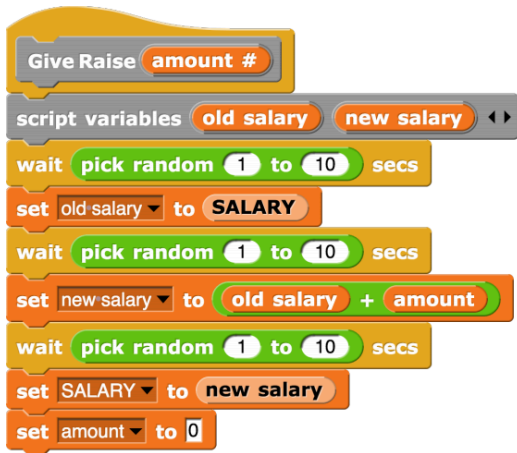 Give Raise amount #
script variables old salary new salary
wait pick random 1 to 10 secs
set old salary to SALARY
wait pick random 1 to 10 secs
set new salary to old salary + amount
wait pick random 1 to 10 secs
set SALARY to new salary
set amount to 0